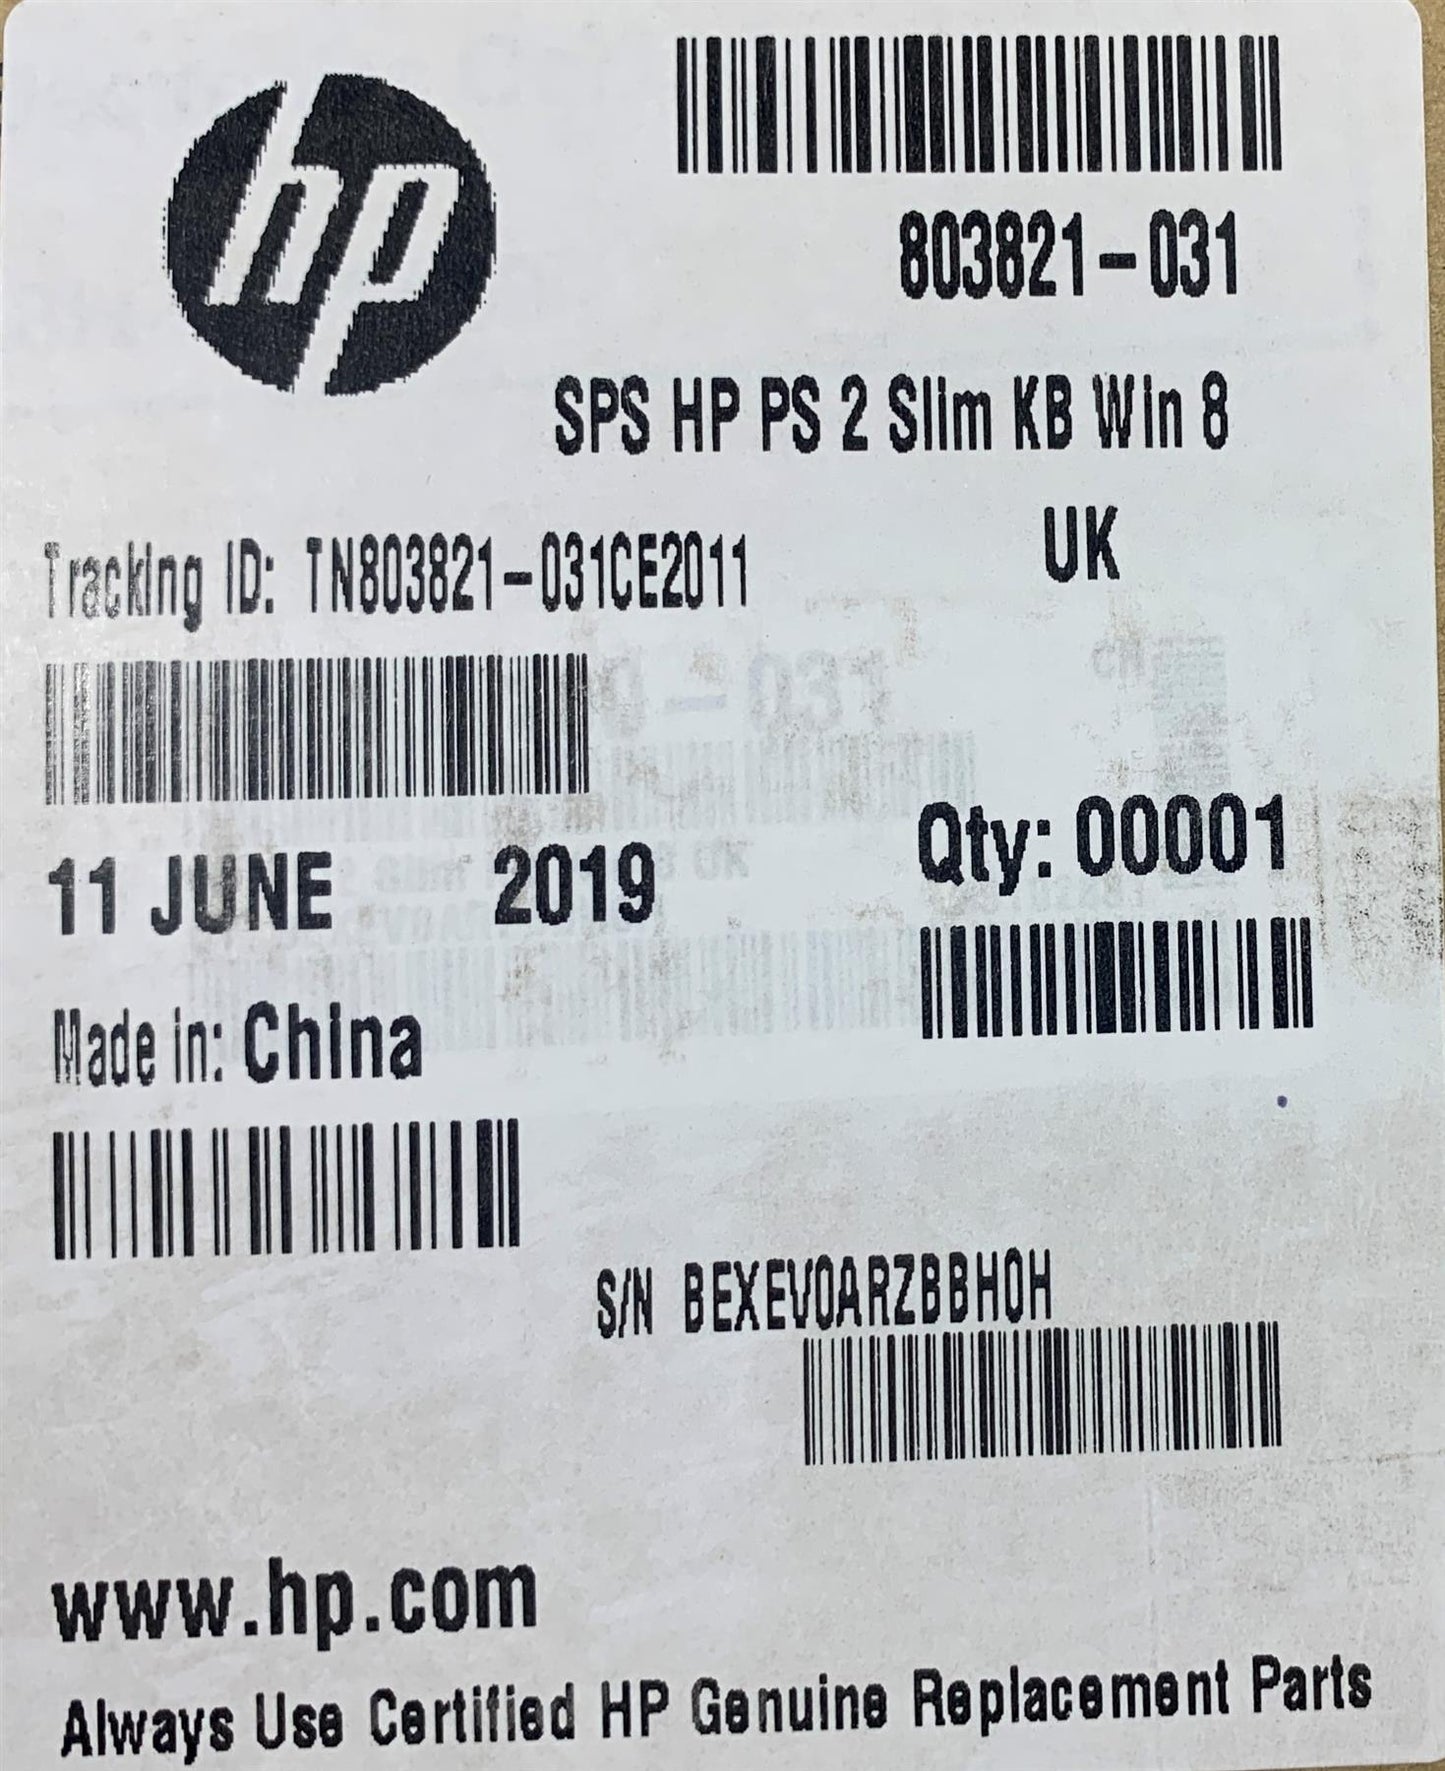 hp
803821-031
SPS HP PS 2 Slim KB Win 8
UK
Tracking ID: TN803821-031CE2011
11 JUNE 2019
Qty: 00001
Made in: China
S/N BEXEV0ARZBBH0H
www.hp.com
Always Use Certified HP Genuine Replacement Parts